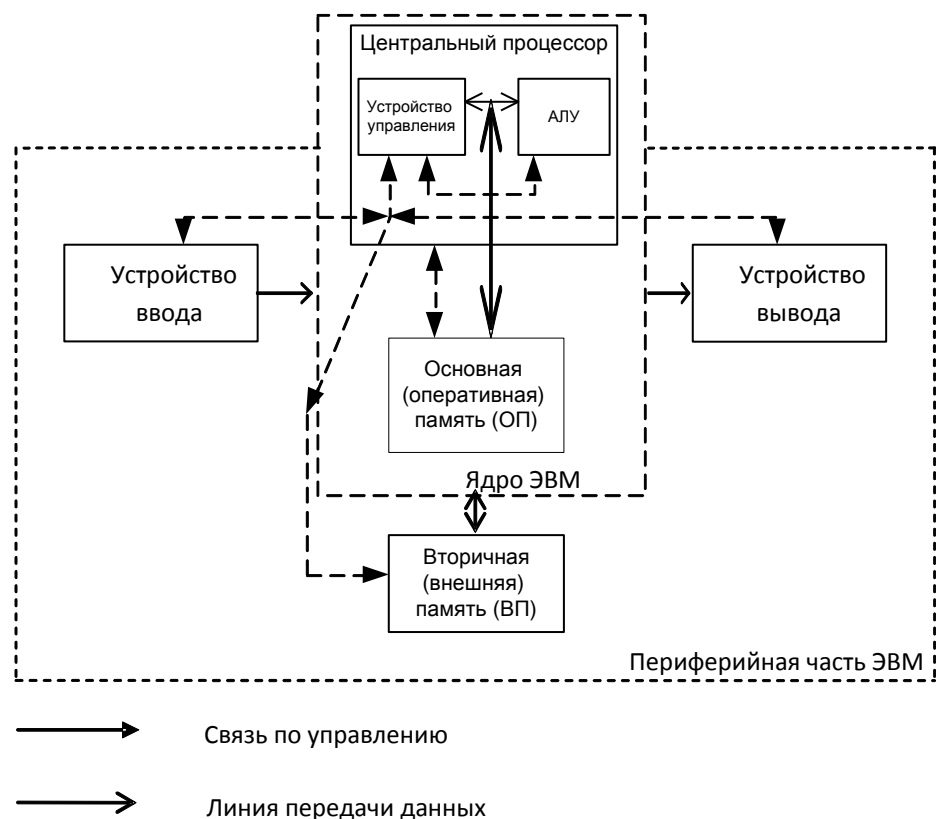 Центральный процессор
Устройство
управления
АЛУ
Устройство
ввода
Устройство
вывода
Основная
(оперативная)
память (ОП)
Ядро ЭВМ
Вторичная
(внешняя)
память (ВП)
Периферийная часть ЭВМ
Связь по управлению
Линия передачи данных